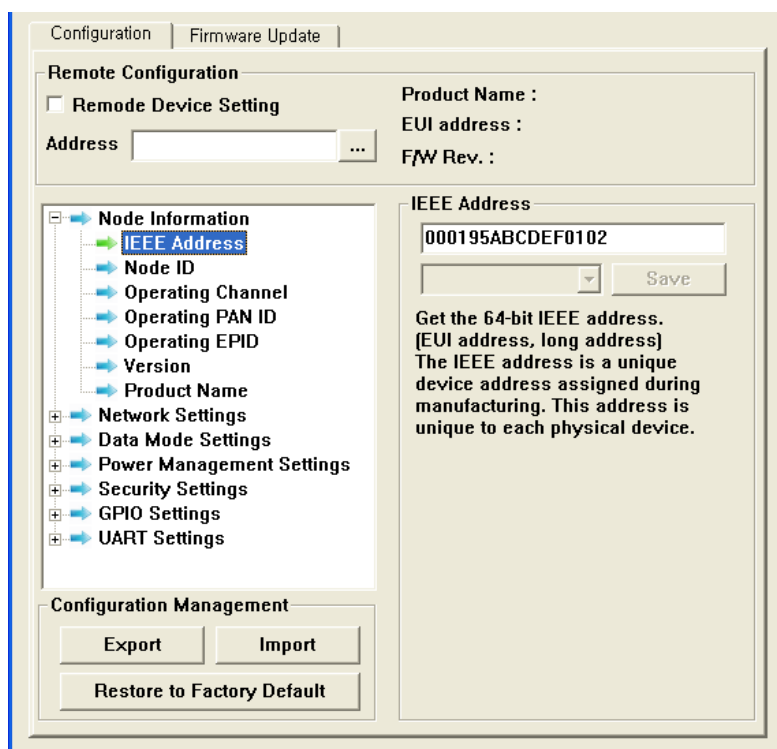 Configuration
Firmware Update
Remote Configuration
Remode Device Setting
Address
...
Product Name :
EUI address :
F/W Rev. :
Node Information
IEEE Address
Node ID
Operating Channel
Operating PAN ID
Operating EPID
Version
Product Name
Network Settings
Data Mode Settings
Power Management Settings
Security Settings
GPIO Settings
UART Settings
Configuration Management
Export
Import
Restore to Factory Default
IEEE Address
000195ABCDEF0102
Save
Get the 64-bit IEEE address.
(EUI address, long address)
The IEEE address is a unique
device address assigned during
manufacturing. This address is
unique to each physical device.